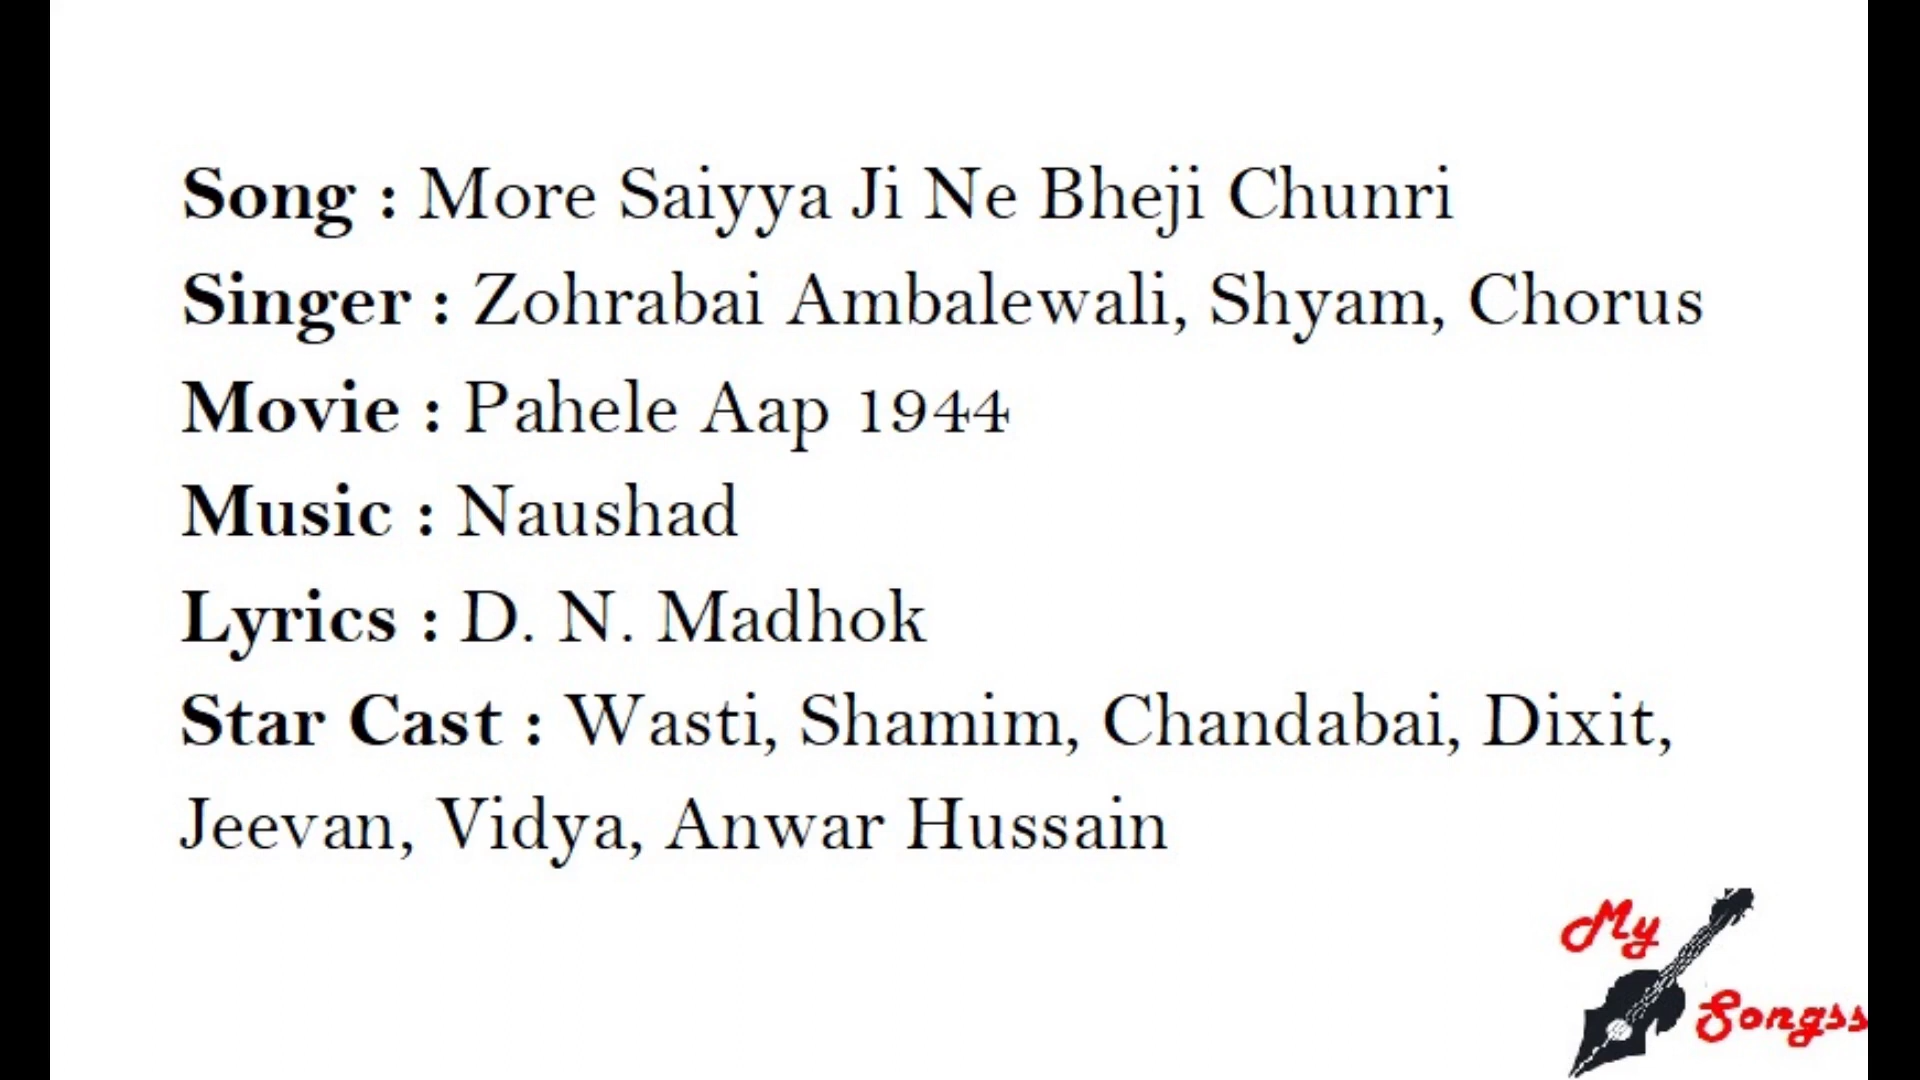 Song : More Saiyya Ji Ne Bheji Chunri
Singer : Zohrabai Ambalewali, Shyam, Chorus
Movie : Pahele Aap 1944
Music : Naushad
Lyrics : D. N. Madhok
Star Cast : Wasti, Shamim, Chandabai, Dixit,
Jeevan, Vidya, Anwar Hussain
My
Songss